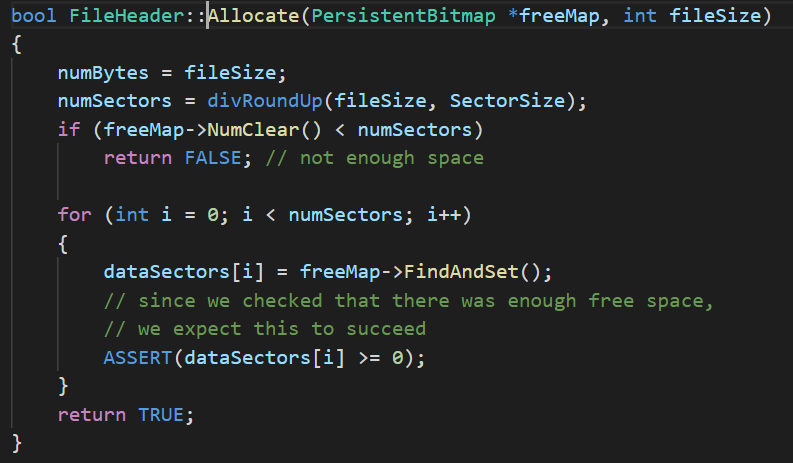 bool FileHeader::Allocate(PersistentBitmap *freeMap, int fileSize)
{
    numBytes = fileSize;
    numSectors = divRoundUp(fileSize, SectorSize);
    if (freeMap->NumClear() < numSectors)
        return FALSE; // not enough space

    for (int i = 0; i < numSectors; i++)
    {
        dataSectors[i] = freeMap->FindAndSet();
        // since we checked that there was enough free space,
        // we expect this to succeed
        ASSERT(dataSectors[i] >= 0);
    }
    return TRUE;
}